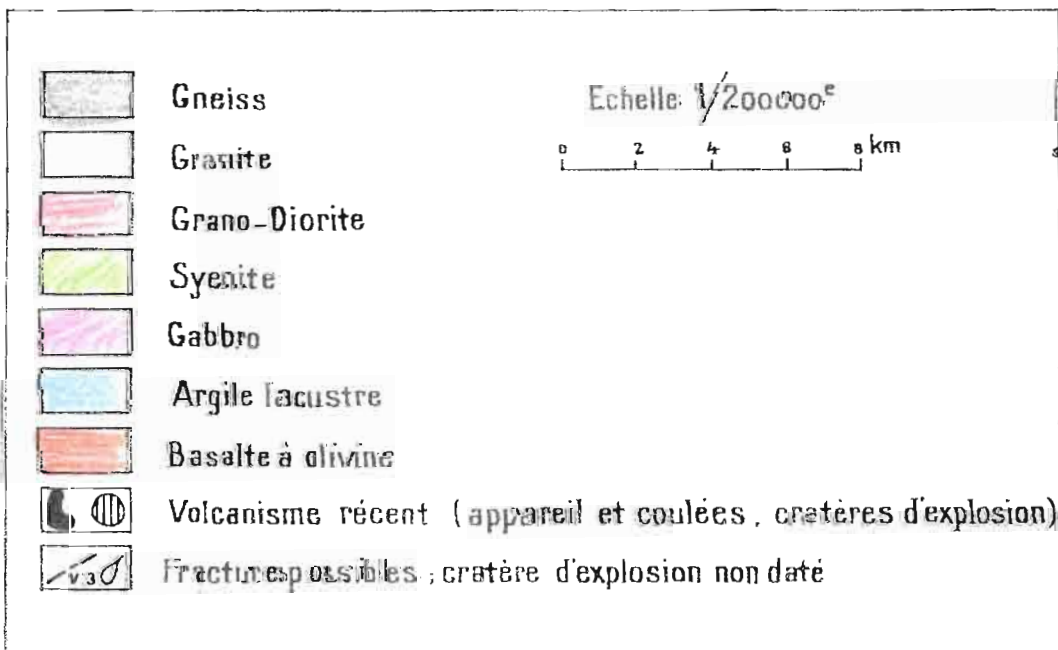 Gneiss
Echelle: 1/200000e
Granite
0 2 4 6 8 km
Grano-Diorite
Syenite
Gabbro
Argile lacustre
Basalte à olivine
Volcanisme récent (appareil et coulées, cratères d'explosion)
V 3
Fractures possibles; cratère d'explosion non daté